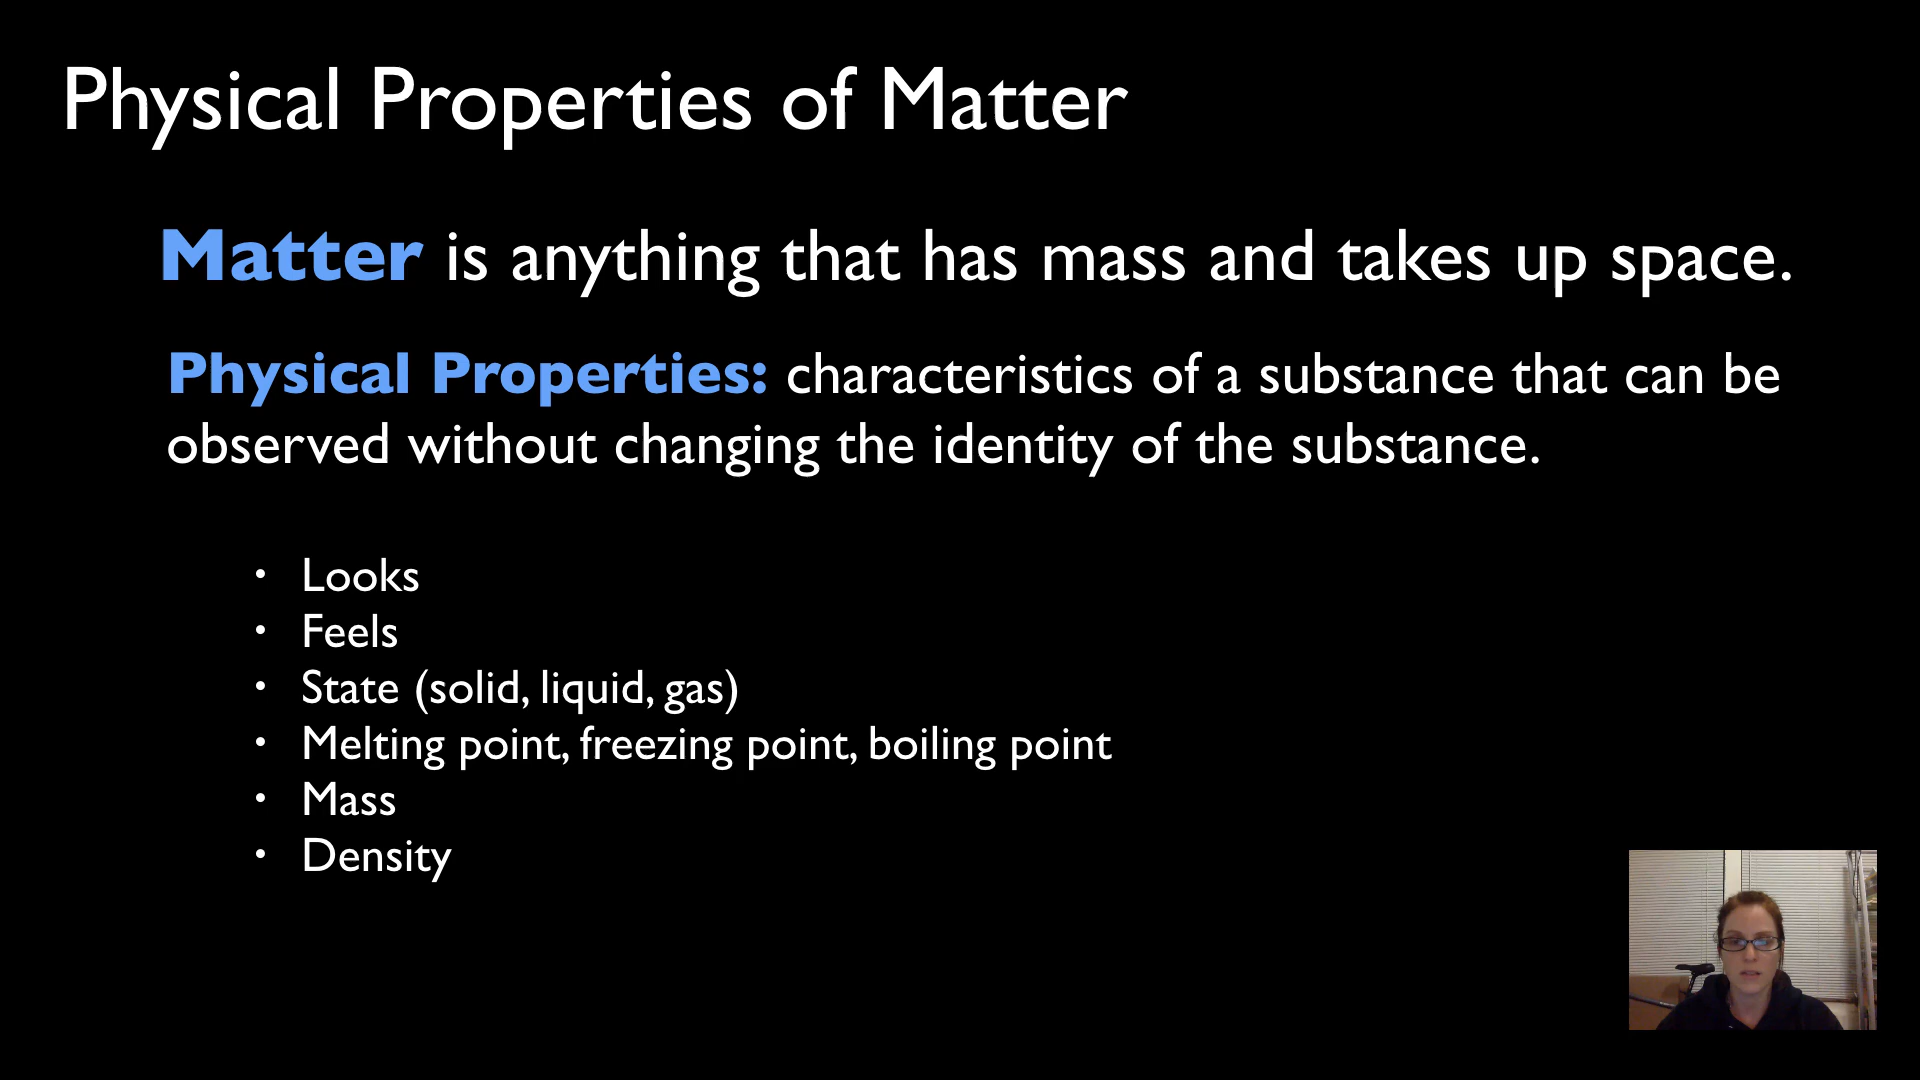 Physical Properties of Matter
Matter is anything that has mass and takes up space.
Physical Properties: characteristics of a substance that can be
observed without changing the identity of the substance.
• Looks
• Feels
• State (solid, liquid, gas)
• Melting point, freezing point, boiling point
• Mass
• Density